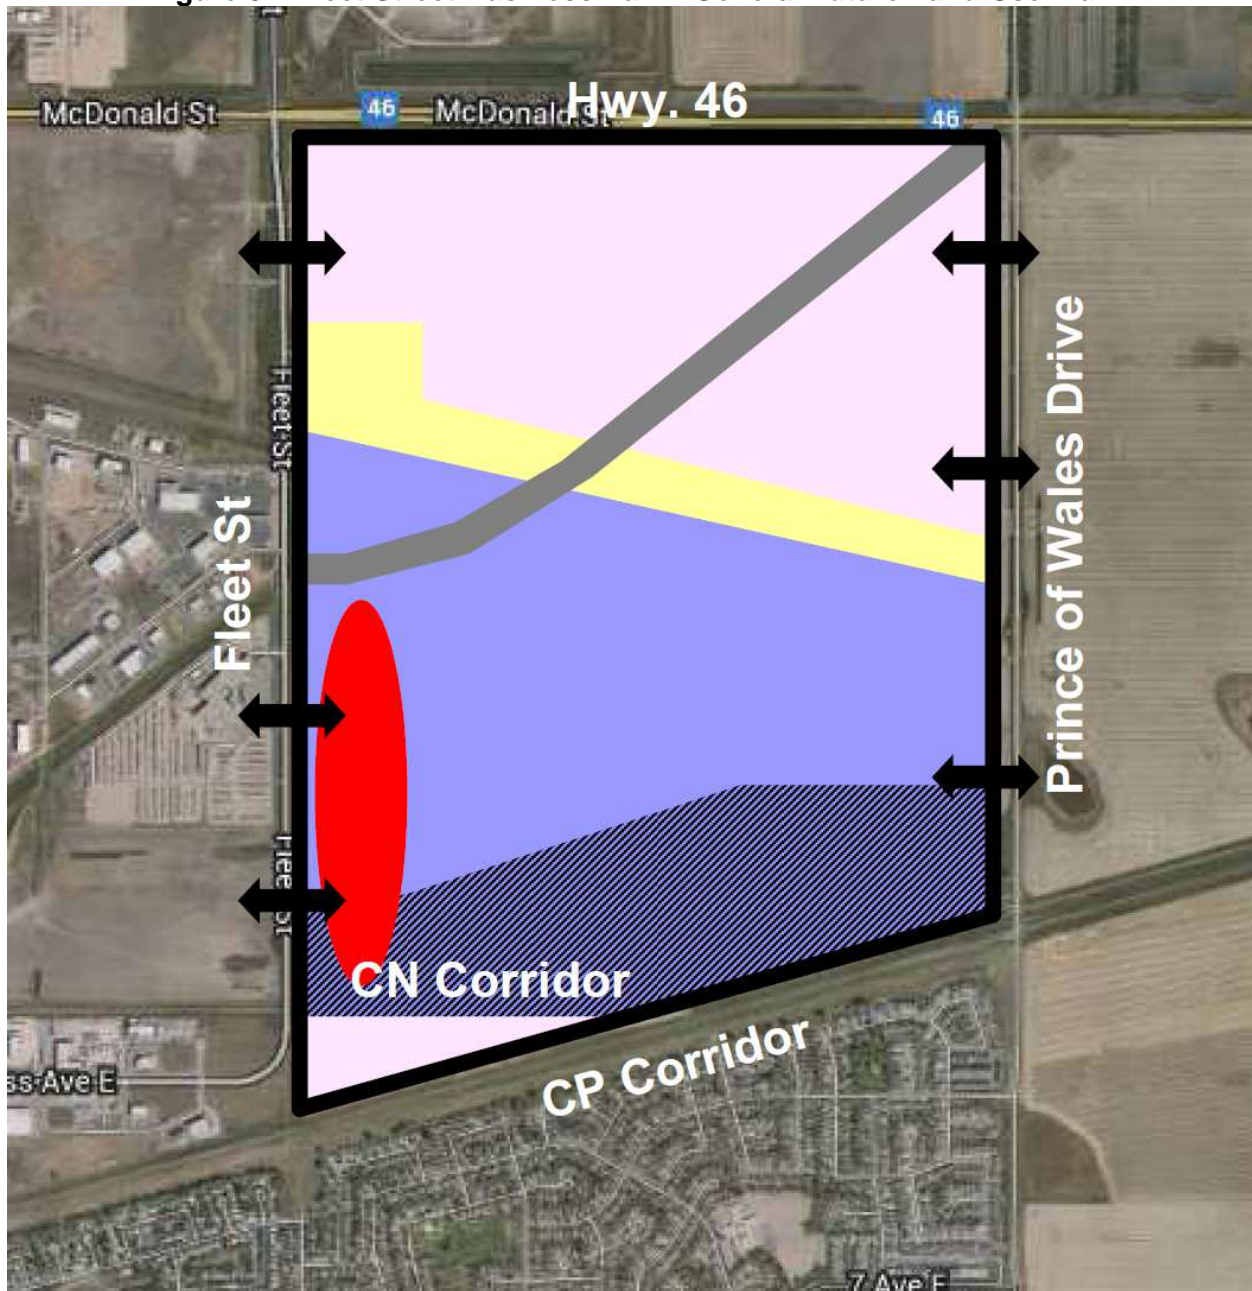 McDonald St
46
McDonald St
Hwy. 46
46
Fleet St
Fleet St
Prince of Wales Drive
CN Corridor
CP Corridor
ss Ave E
7 Ave E